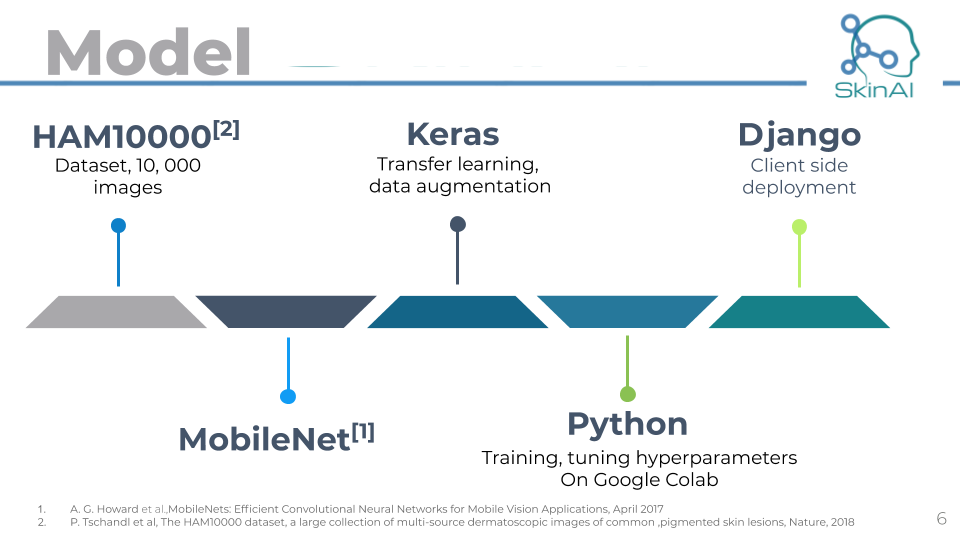 Model
SkinAI
HAM10000[2]
Dataset, 10, 000
images
Keras
Transfer learning,
data augmentation
Django
Client side
deployment
MobileNet[1]
Python
Training, tuning hyperparameters
On Google Colab
1. A. G. Howard et al.,MobileNets: Efficient Convolutional Neural Networks for Mobile Vision Applications, April 2017
2. P. Tschandl et al, The HAM10000 dataset, a large collection of multi-source dermatoscopic images of common ,pigmented skin lesions, Nature, 2018
6